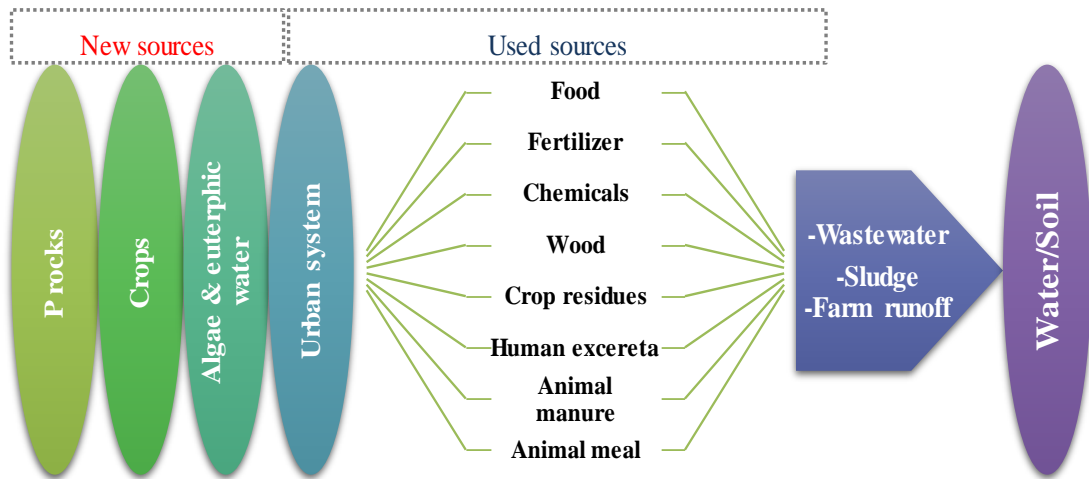 New sources
Used sources
P rocks
Crops
Algae & euterphic
water
Urban system
Food
Fertilizer
Chemicals
Wood
Crop residues
Human excereta
Animal
manure
Animal meal
-Wastewater
-Sludge
-Farm runoff
Water/Soil